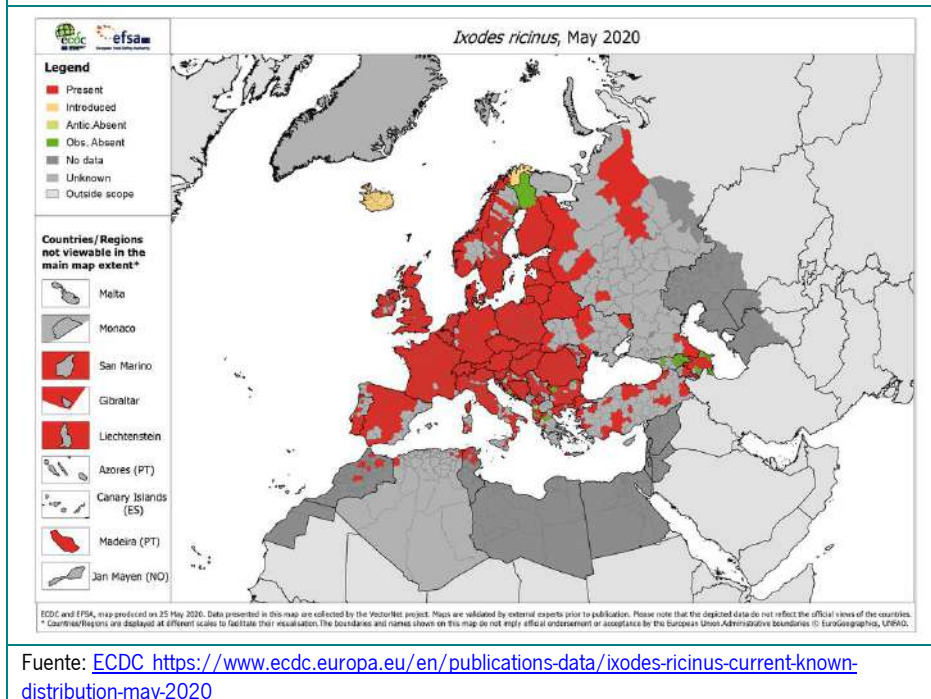 ecdc
efsa
European Food Safety Authority
Ixodes ricinus, May 2020
Legend
Present
Introduced
Antic.Absent
Obs. Absent
No data
Unknown
Outside scope
Countries/Regions
not viewable in the
main map extent*
Malta
Monaco
San Marino
Gibraltar
Liechtenstein
Azores (PT)
Canary Islands
(ES)
Madeira (PT)
Jan Mayen (NO)
ECDC and EFSA, map produced on 25 May 2020. Data presented in this map are collected by the VectorNet project. Maps are validated by external experts prior to publication. Please note that the depicted data do not reflect the official views of the countries.
* Countries/Regions are displayed at different scales to facilitate their visualisation. The boundaries and names shown on this map do not imply official endorsement or acceptance by the European Union. Administrative boundaries © EuroGeographics, UNFAO.
Fuente: ECDC https://www.ecdc.europa.eu/en/publications-data/ixodes-ricinus-current-known-
distribution-may-2020